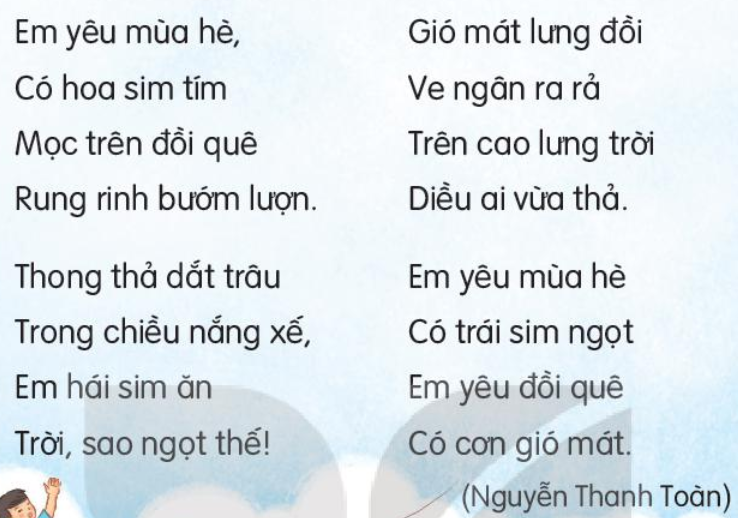 Em yêu mùa hè,
Có hoa sim tím
Mọc trên đồi quê
Rung rinh bướm lượn.
Thong thả dắt trâu
Trong chiều nắng xế,
Em hái sim ăn
Trời, sao ngọt thế!
Gió mát lưng đồi
Ve ngân ra rả
Trên cao lưng trời
Diều ai vừa thả.
Em yêu mùa hè
Có trái sim ngọt
Em yêu đồi quê
Có cơn gió mát.
(Nguyễn Thanh Toàn)